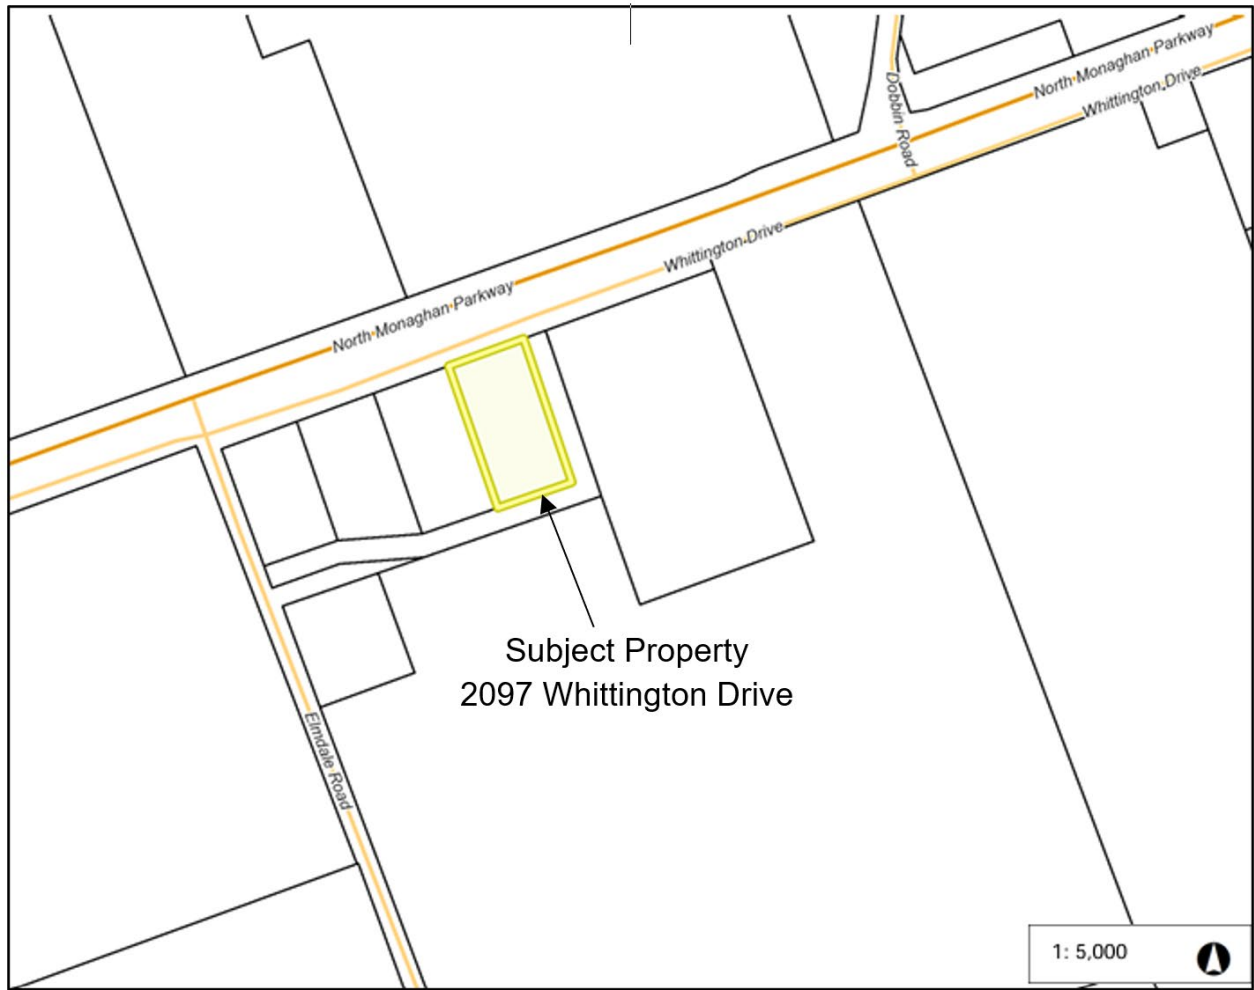 North Monaghan Parkway
Whittington Drive
Dobbin Road
Whittington Drive
North Monaghan Parkway
Subject Property
2097 Whittington Drive
Elmdale Road
1: 5,000